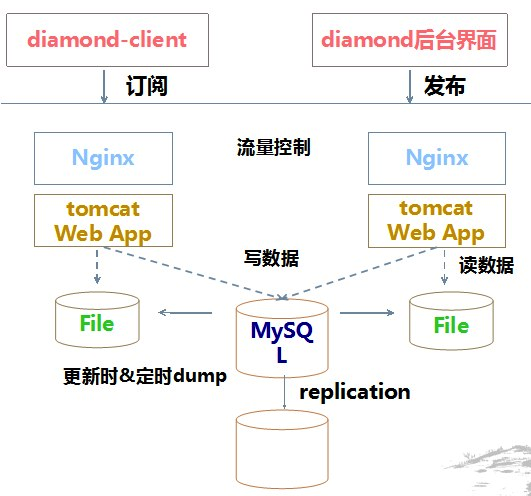 diamond-client
diamond后台界面
订阅
发布
Nginx
流量控制
Nginx
tomcat
Web App
tomcat
Web App
写数据
读数据
File
MySQ
L
File
更新时&定时dump
replication